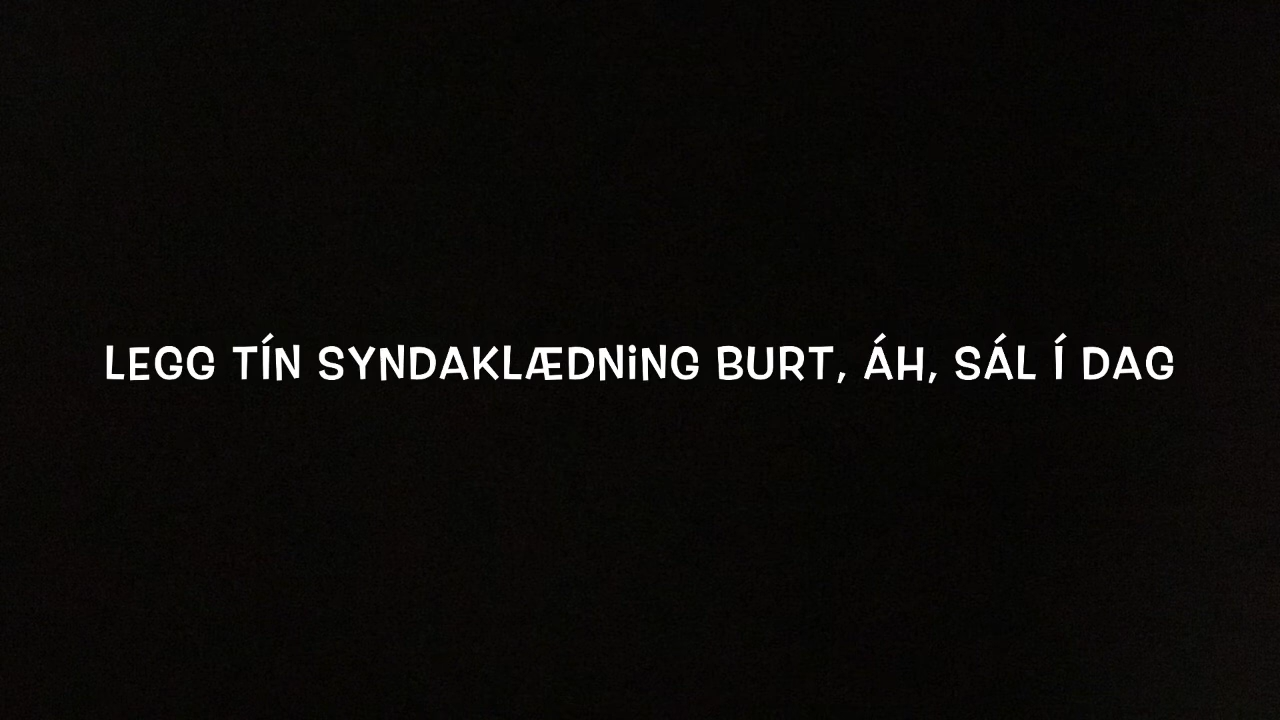 LEGG TÍN SYNDAKLÆDNING BURT, ÁH, SÁL Í DAG